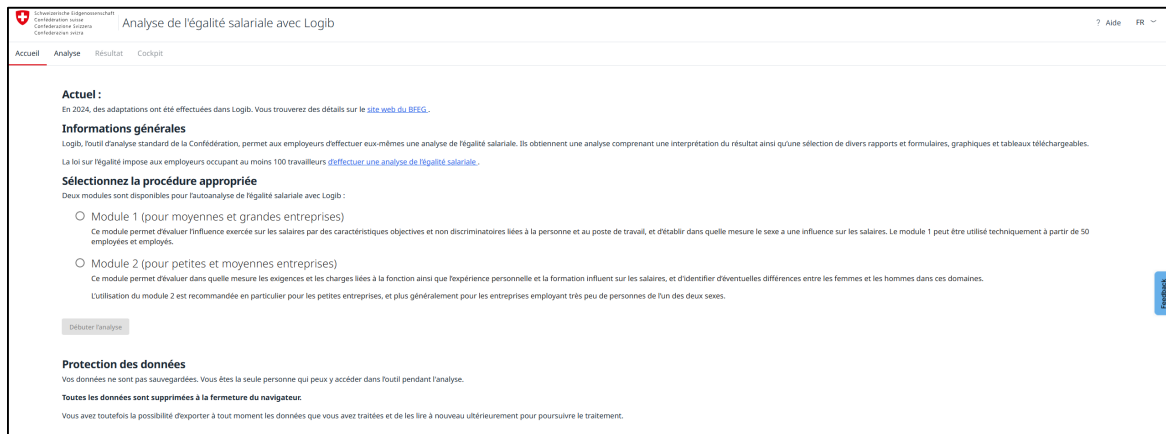 Schweizerische Eidgenossenschaft
Confédération suisse
Confederazione Svizzera
Confederaziun svizra
Analyse de l'égalité salariale avec Logib
? Aide FR
Accueil Analyse Résultat Cockpit
Actuel :
En 2024, des adaptations ont été effectuées dans Logib. Vous trouverez des détails sur le site web du BFEG .
Informations générales
Logib, l'outil d'analyse standard de la Confédération, permet aux employeurs d'effectuer eux-mêmes une analyse de l'égalité salariale. Ils obtiennent une analyse comprenant une interprétation du résultat ainsi qu'une sélection de divers rapports et formulaires, graphiques et tableaux téléchargeables.
La loi sur l'égalité impose aux employeurs occupant au moins 100 travailleurs d'effectuer une analyse de l'égalité salariale .
Sélectionnez la procédure appropriée
Deux modules sont disponibles pour l'autoanalyse de l'égalité salariale avec Logib :
Module 1 (pour moyennes et grandes entreprises)
Ce module permet d'évaluer l'influence exercée sur les salaires par des caractéristiques objectives et non discriminatoires liées à la personne et au poste de travail, et d'établir dans quelle mesure le sexe a une influence sur les salaires. Le module 1 peut être utilisé techniquement à partir de 50
employées et employés.
Module 2 (pour petites et moyennes entreprises)
Ce module permet d'évaluer dans quelle mesure les exigences et les charges liées à la fonction ainsi que l'expérience personnelle et la formation influent sur les salaires, et d'identifier d'éventuelles différences entre les femmes et les hommes dans ces domaines.
L'utilisation du module 2 est recommandée en particulier pour les petites entreprises, et plus généralement pour les entreprises employant très peu de personnes de l'un des deux sexes.
Feedback
Débuter l'analyse
Protection des données
Vos données ne sont pas sauvegardées. Vous êtes la seule personne qui peux y accéder dans l'outil pendant l'analyse.
Toutes les données sont supprimées à la fermeture du navigateur.
Vous avez toutefois la possibilité d'exporter à tout moment les données que vous avez traitées et de les lire à nouveau ultérieurement pour poursuivre le traitement.